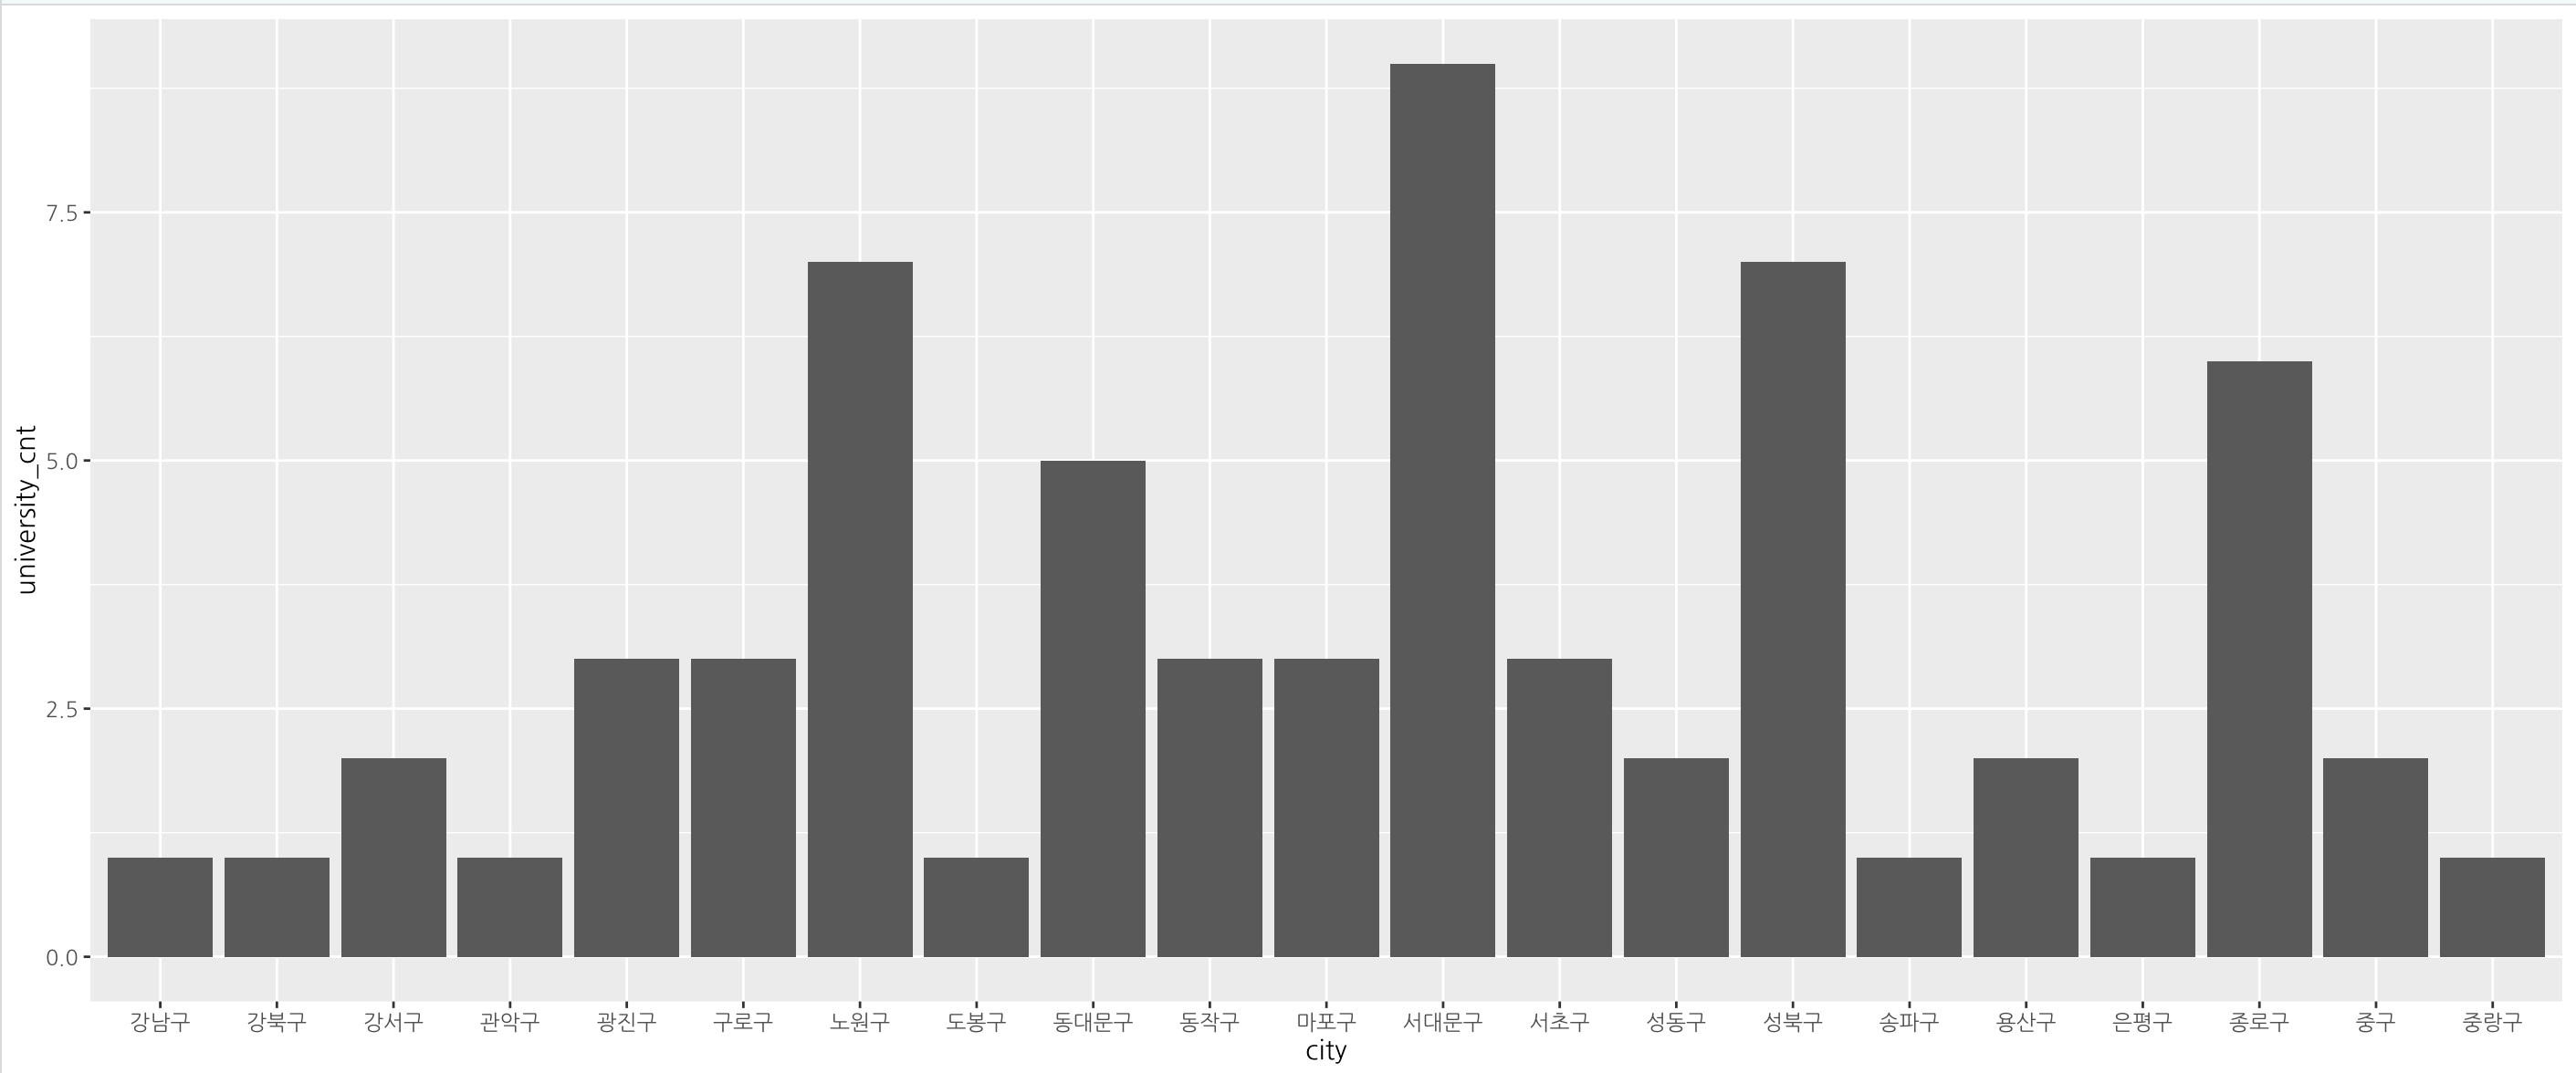 university_cnt
7.5
5.0
2.5
0.0
강남구 강북구 강서구 관악구 광진구 구로구 노원구 도봉구 동대문구 동작구 마포구 서대문구 서초구 성동구 성북구 송파구 용산구 은평구 종로구 중구 중랑구
city